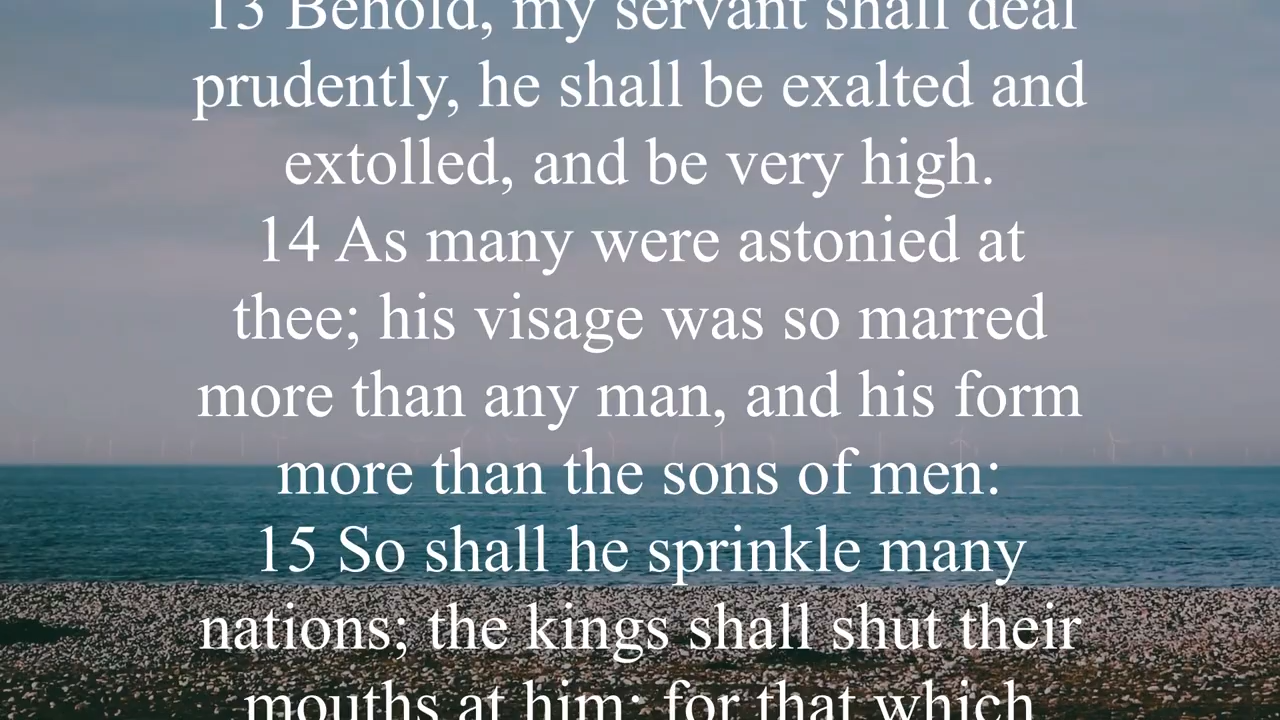 13 Behold, my servant shall deal
prudently, he shall be exalted and
extolled, and be very high.
14 As many were astonied at
thee; his visage was so marred
more than any man, and his form
more than the sons of men:
15 So shall he sprinkle many
nations; the kings shall shut their
mouths at him: for that which